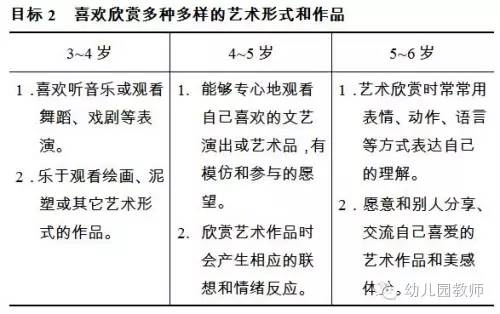 目标 2 喜欢欣赏多种多样的艺术形式和作品
3~4 岁
4~5 岁
5~6 岁
1．喜欢听音乐或观看
舞蹈、戏剧等表
演。
2．乐于观看绘画、泥
塑或其它艺术形
式的作品。
1. 能够专心地观看
自己喜欢的文艺
演出或艺术品，有
模仿和参与的愿
望。
2. 欣赏艺术作品时
会产生相应的联
想和情绪反应。
1．艺术欣赏时常常用
表情、动作、语言
等方式表达自己
的理解。
2．愿意和别人分享、
交流自己喜爱的
艺术作品和美感
体
幼儿园教师